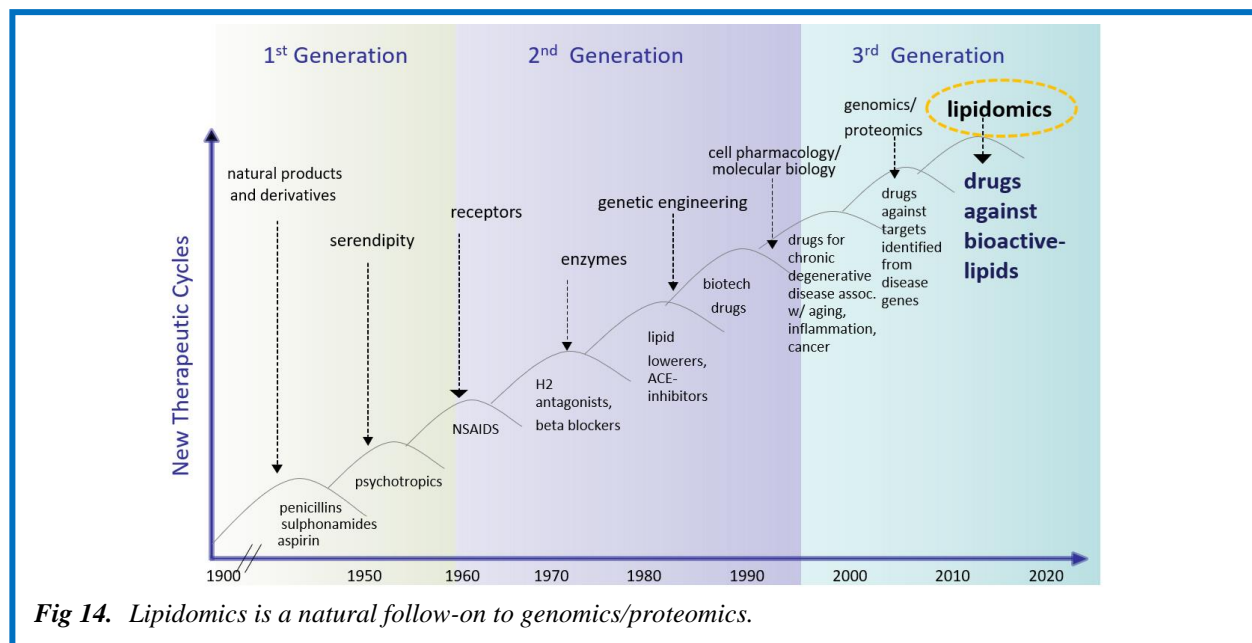 1st Generation
2nd Generation
3rd Generation
New Therapeutic Cycles
natural products
and derivatives
serendipity
receptors
enzymes
genetic engineering
cell pharmacology/
molecular biology
genomics/
proteomics
lipidomics
penicillins
sulphonamides
aspirin
psychotropics
NSAIDS
H2
antagonists,
beta blockers
lipid
lowerers,
ACE-
inhibitors
biotech
drugs
drugs for
chronic
degenerative
disease assoc.
w/ aging,
inflammation,
cancer
drugs
against
targets
identified
from
disease
genes
drugs
against
bioactive-
lipids
1900
1950
1960
1970
1980
1990
2000
2010
2020
Fig 14. Lipidomics is a natural follow-on to genomics/proteomics.